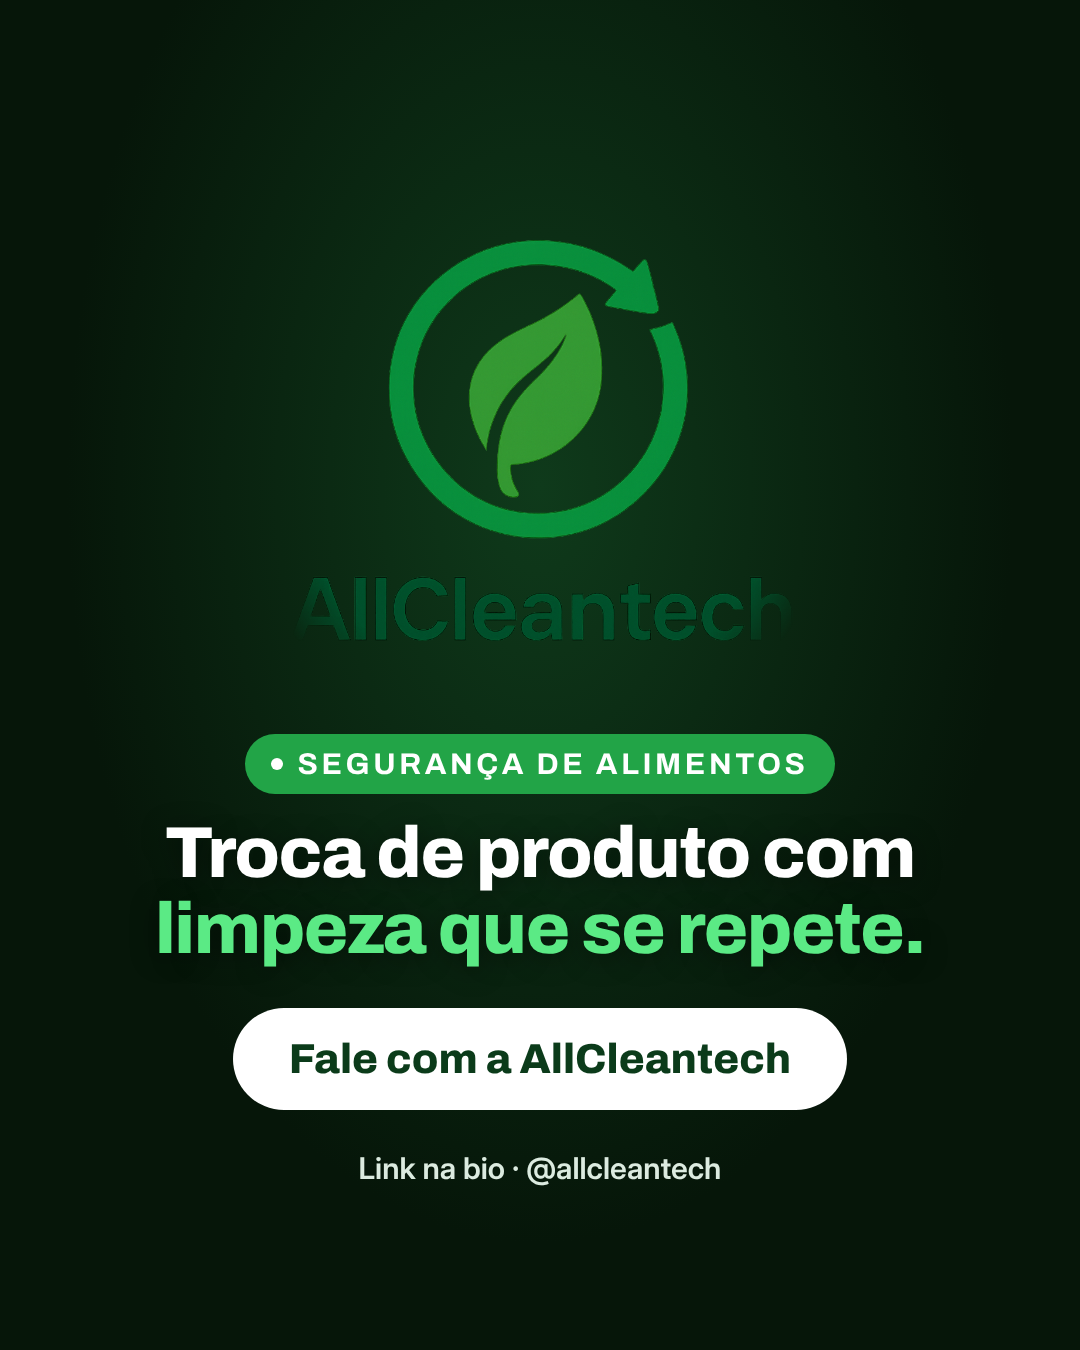 AllCleantech
• SEGURANÇA DE ALIMENTOS
Troca de produto com
limpeza que se repete.
Fale com a AllCleantech
Link na bio · @allcleantech